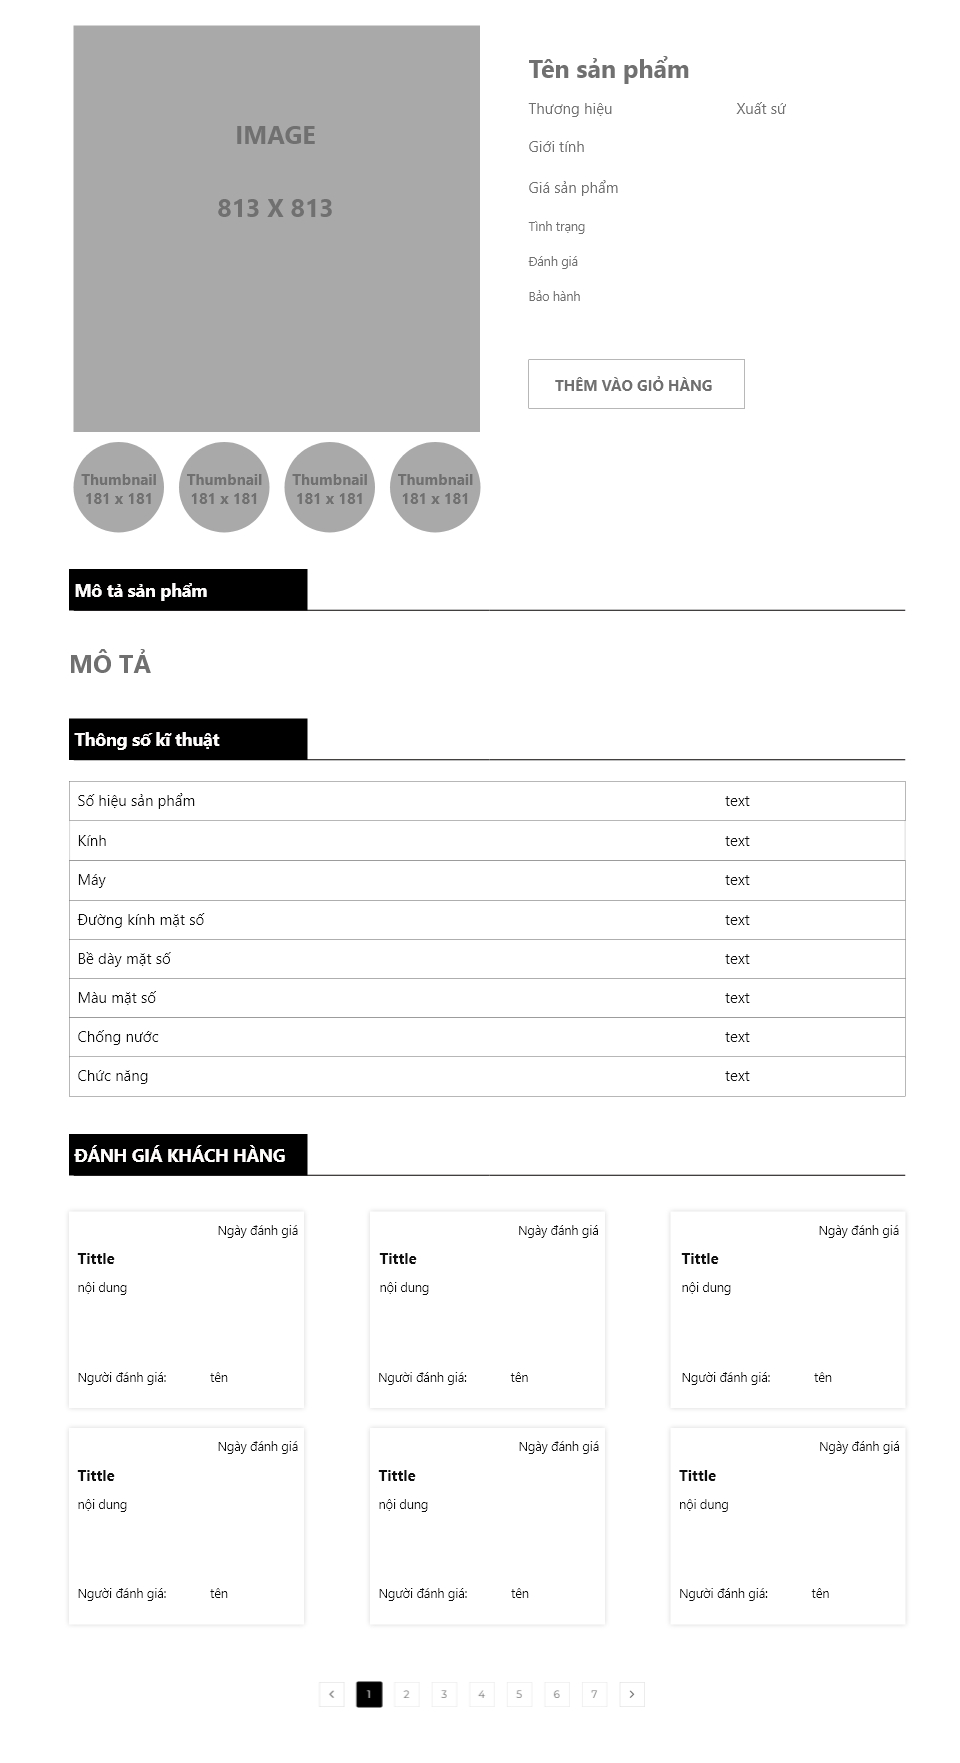 IMAGE
813 X 813
Tên sản phẩm
Thương hiệu Xuất sứ
Giới tính
Giá sản phẩm
Tình trạng
Đánh giá
Bảo hành
THÊM VÀO GIỎ HÀNG
Thumbnail
181 x 181
Thumbnail
181 x 181
Thumbnail
181 x 181
Thumbnail
181 x 181
Mô tả sản phẩm
MÔ TẢ
Thông số kĩ thuật
Số hiệu sản phẩm text
Kính text
Máy text
Đường kính mặt số text
Bề dày mặt số text
Màu mặt số text
Chống nước text
Chức năng text
ĐÁNH GIÁ KHÁCH HÀNG
Ngày đánh giá
Tittle
nội dung
Người đánh giá: tên
Ngày đánh giá
Tittle
nội dung
Người đánh giá: tên
Ngày đánh giá
Tittle
nội dung
Người đánh giá: tên
Ngày đánh giá
Tittle
nội dung
Người đánh giá: tên
Ngày đánh giá
Tittle
nội dung
Người đánh giá: tên
Ngày đánh giá
Tittle
nội dung
Người đánh giá: tên
< 1 2 3 4 5 6 7 >